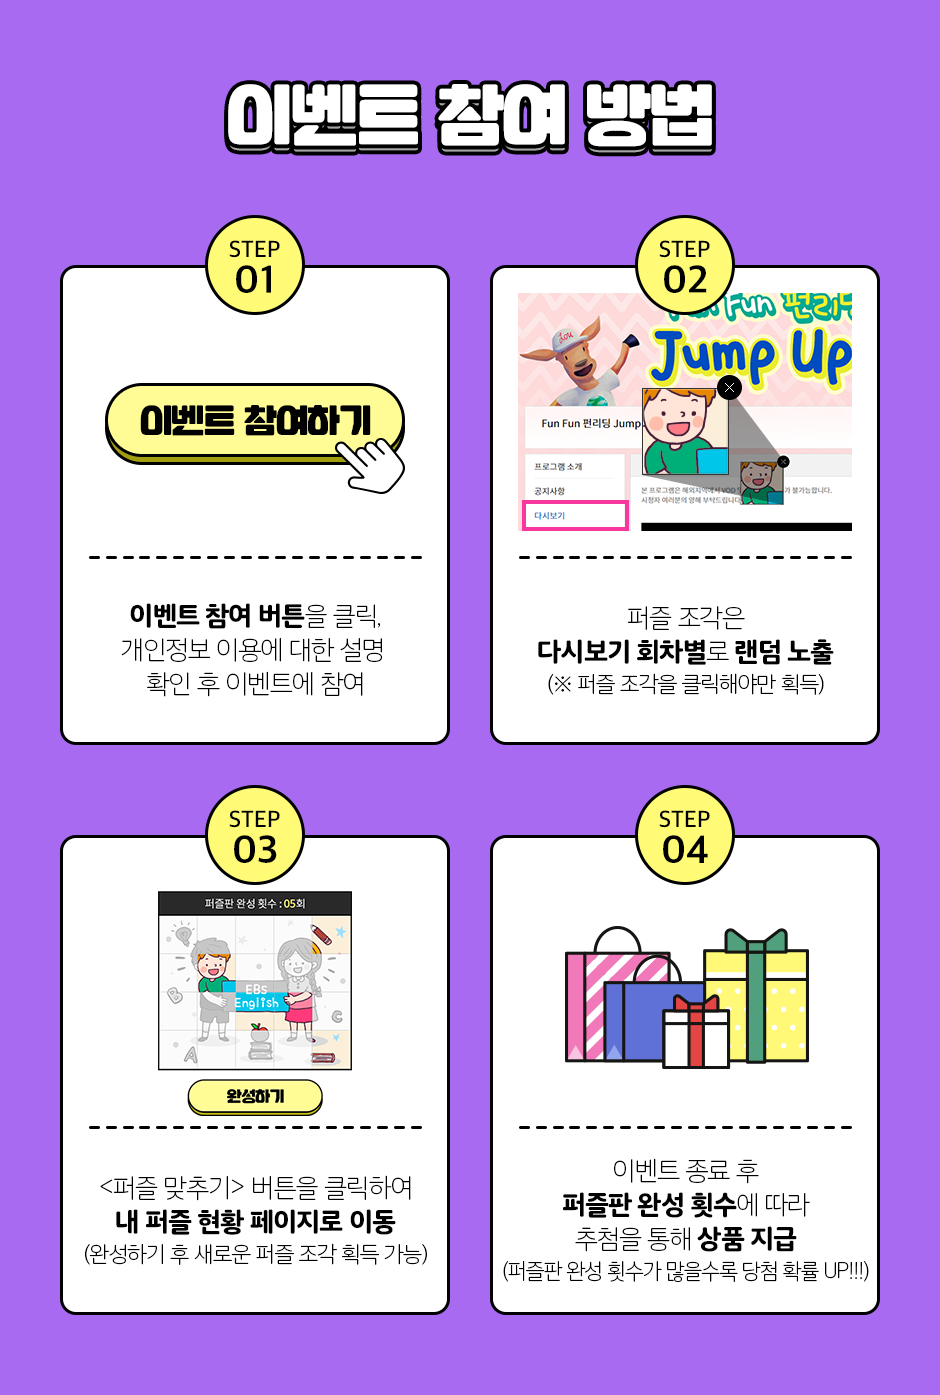 이벤트 참여 방법
STEP
01
이벤트 참여하기
이벤트 참여 버튼을 클릭,
개인정보 이용에 대한 설명
확인 후 이벤트에 참여
STEP
02
Fun Fun 펀리딩
Jump Up
Lou
Fun Fun 펀리딩 Jump
프로그램 소개
공지사항
다시보기
본 프로그램은 해외지역에서 VOD 가 불가능합니다.
시청자 여러분의 양해 부탁드립니다
퍼즐 조각은
다시보기 회차별로 랜덤 노출
(※ 퍼즐 조각을 클릭해야만 획득)
STEP
03
퍼즐판 완성 횟수 : 05회
EBS
English
B
C
A
완성하기
<퍼즐 맞추기> 버튼을 클릭하여
내 퍼즐 현황 페이지로 이동
(완성하기 후 새로운 퍼즐 조각 획득 가능)
STEP
04
이벤트 종료 후
퍼즐판 완성 횟수에 따라
추첨을 통해 상품 지급
(퍼즐판 완성 횟수가 많을수록 당첨 확률 UP!!!)